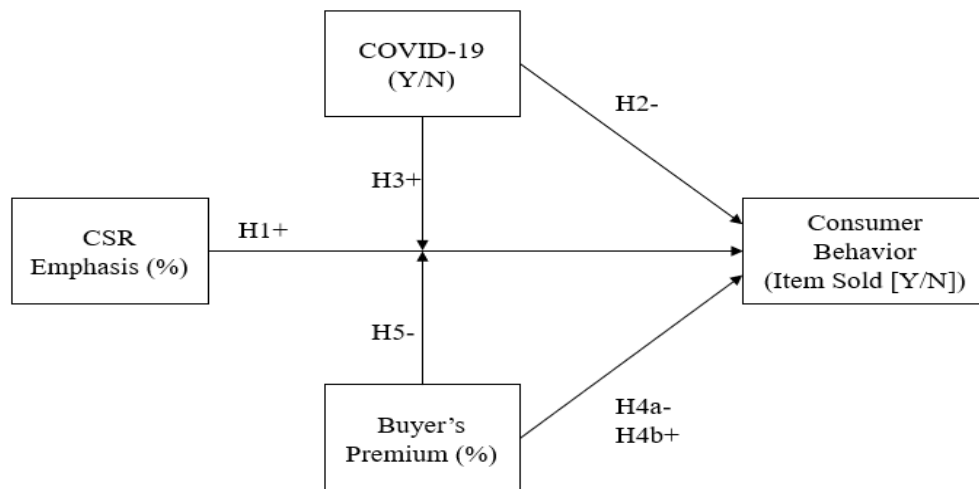 COVID-19
(Y/N)
H2-
H3+
CSR
Emphasis (%)
H1+
Consumer
Behavior
(Item Sold [Y/N])
H5-
Buyer’s
Premium (%)
H4a-
H4b+